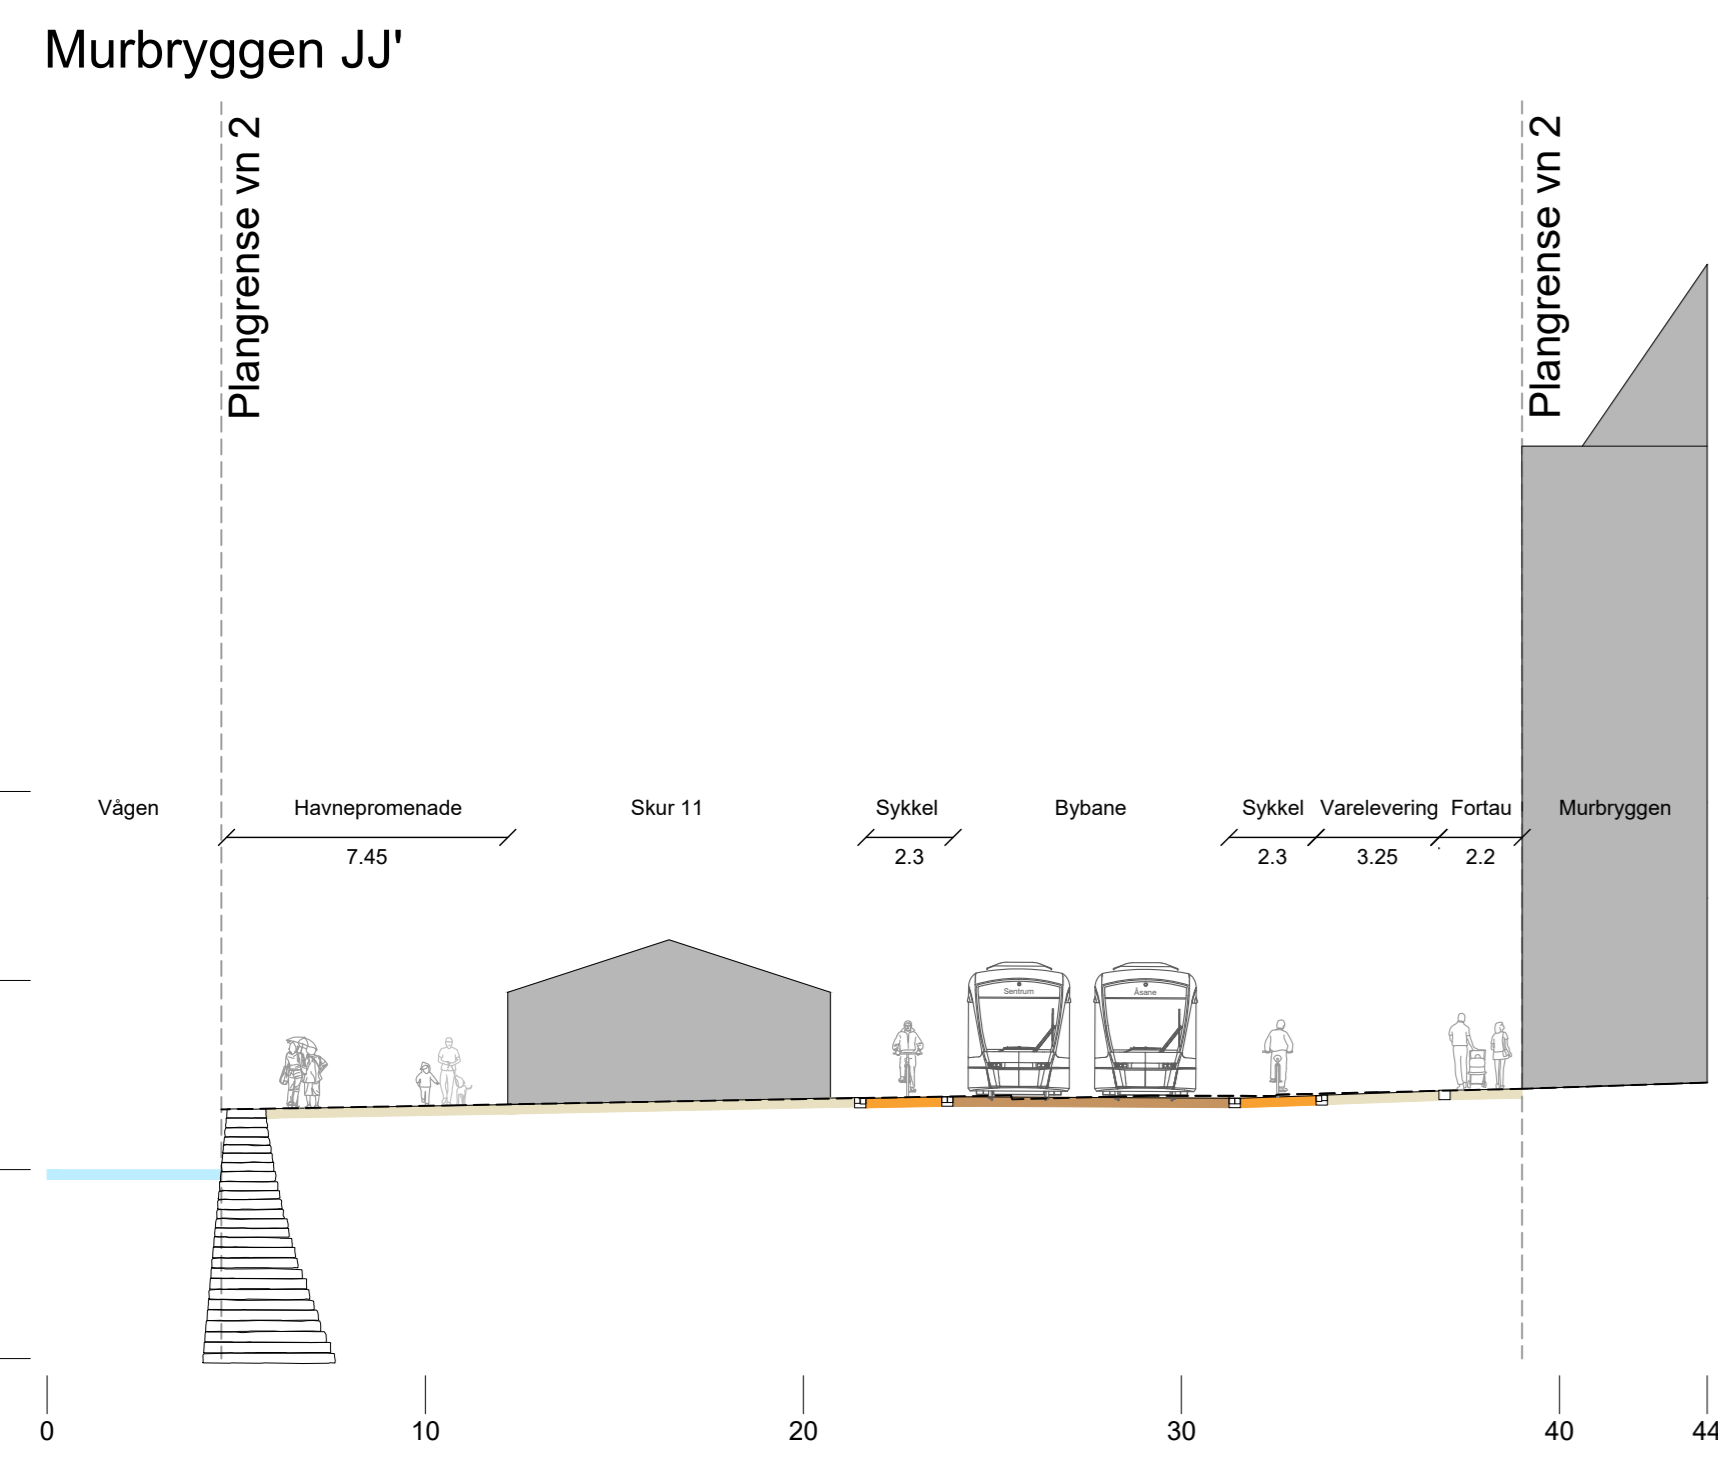 Murbryggen JJ'
Plangrense vn 2
Plangrense vn 2
Vågen
Havnepromenade
Skur 11
Sykkel
Bybane
Sykkel
Varelevering
Fortau
Murbryggen
7.45
2.3
2.3
3.25
2.2
Sentrum
Åsane
0
10
20
30
40
44